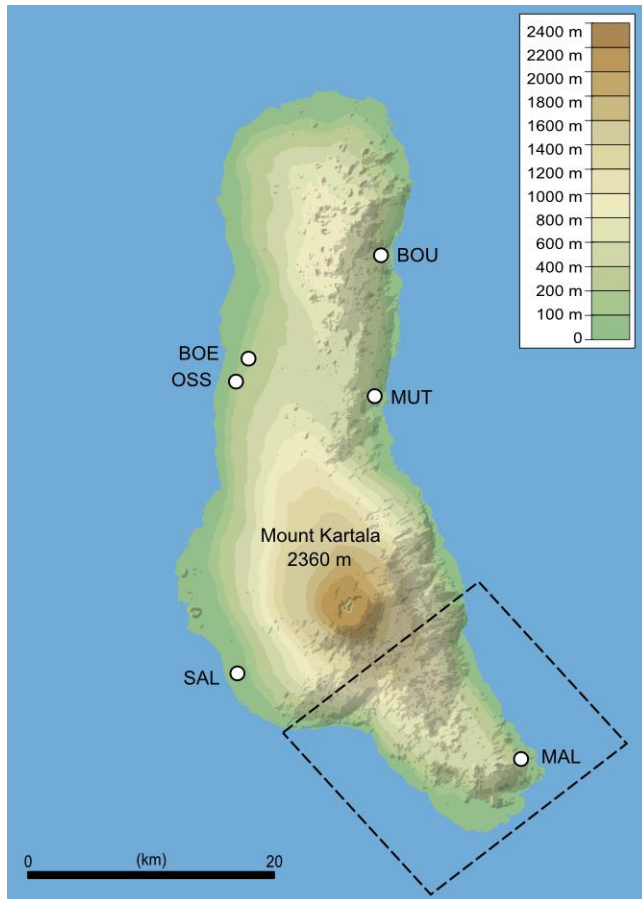 2400 m
2200 m
2000 m
1800 m
1600 m
1400 m
1200 m
1000 m
800 m
600 m
400 m
200 m
100 m
0
BOU
BOE
OSS
MUT
Mount Kartala
2360 m
SAL
MAL
(km)
0 20